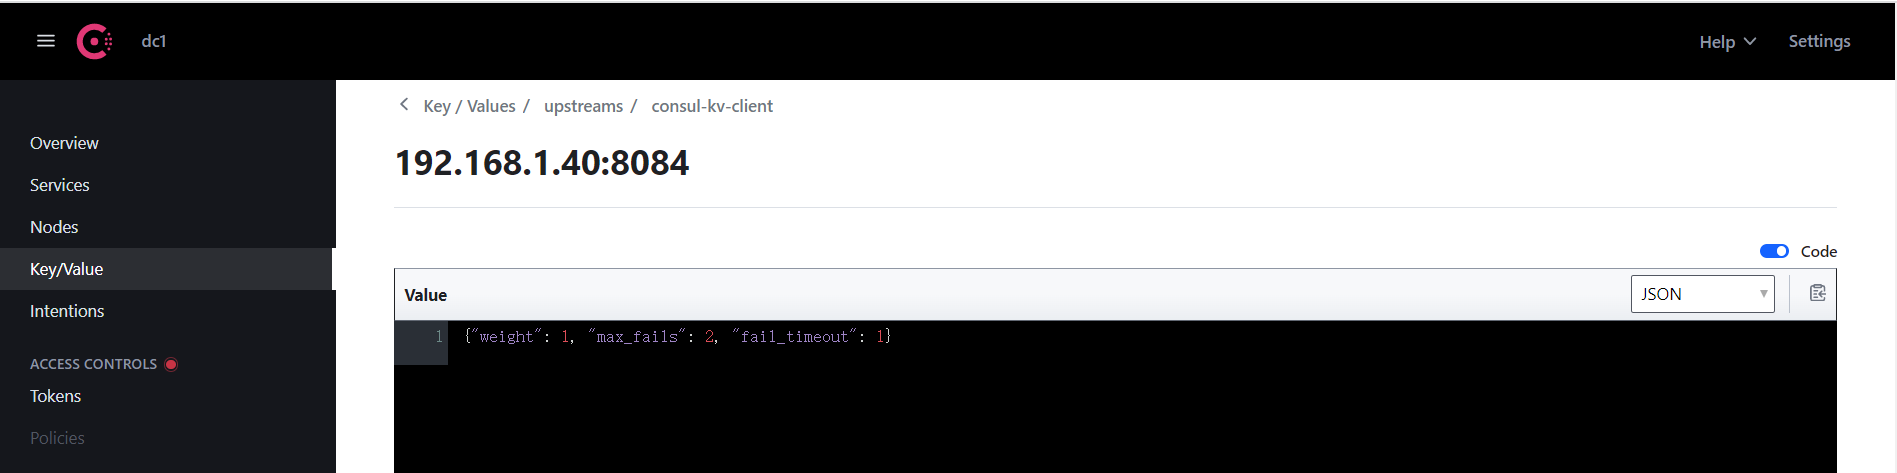 dc1
Help
Settings
Overview
Services
Nodes
Key/Value
Intentions
ACCESS CONTROLS
Tokens
Policies
Key / Values / upstreams / consul-kv-client
192.168.1.40:8084
Code
Value
JSON
1 {"weight": 1, "max_fails": 2, "fail_timeout": 1}